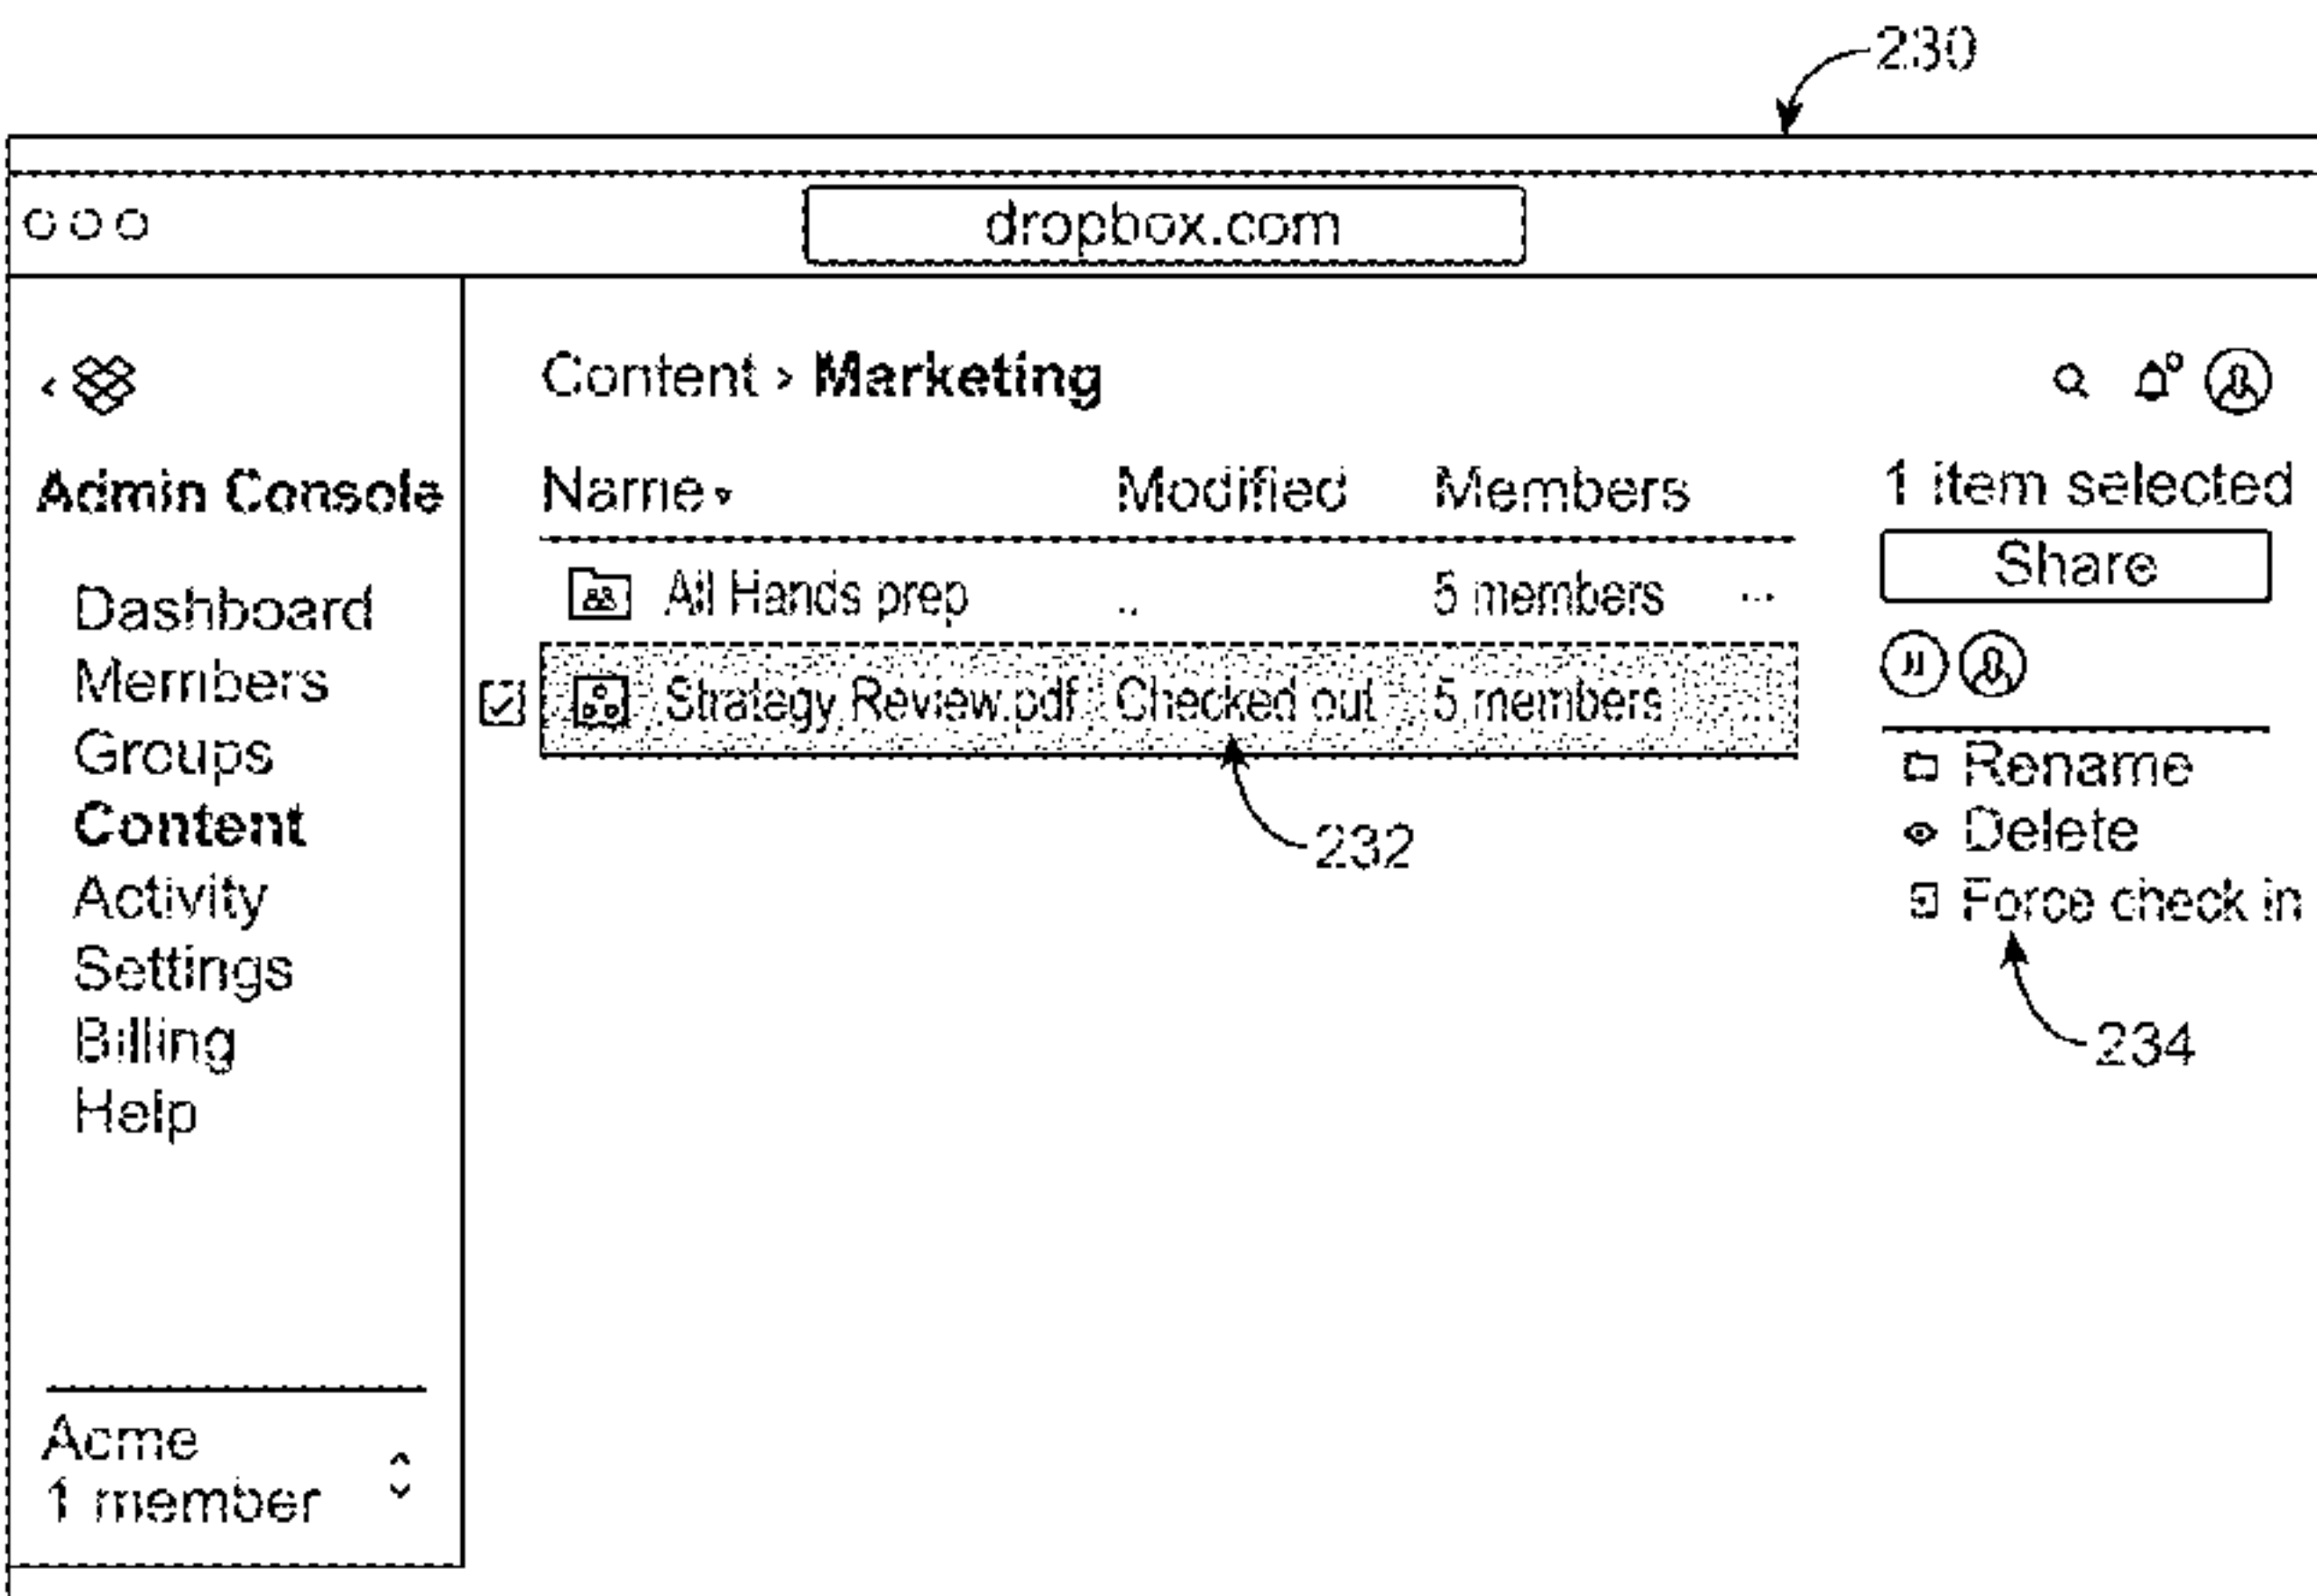 230
dropbox.com
Content › Marketing
Admin Console
Name Modified Members
1 item selected
Share
All Hands prep .. 5 members ...
Strategy Review.pdf Checked out 5 members ...
232
Rename
Delete
Force check in
234
Dashboard
Members
Groups
Content
Activity
Settings
Billing
Help
Acme
1 member